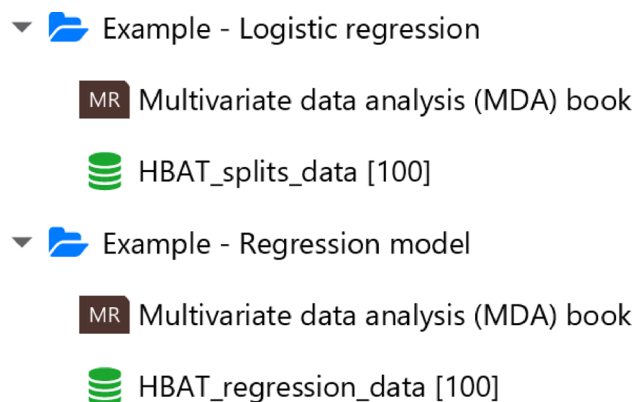 Example - Logistic regression
MR Multivariate data analysis (MDA) book
HBAT_splits_data [100]
Example - Regression model
MR Multivariate data analysis (MDA) book
HBAT_regression_data [100]